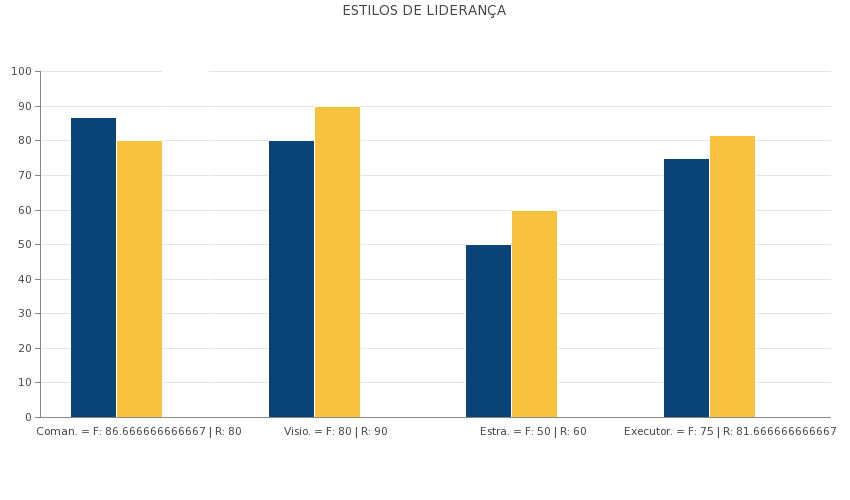 ESTILOS DE LIDERANÇA
100
90
80
70
60
50
40
30
20
10
0
Coman. = F: 86.666666666667 | R: 80
Visio. = F: 80 | R: 90
Estra. = F: 50 | R: 60
Executor. = F: 75 | R: 81.666666666667